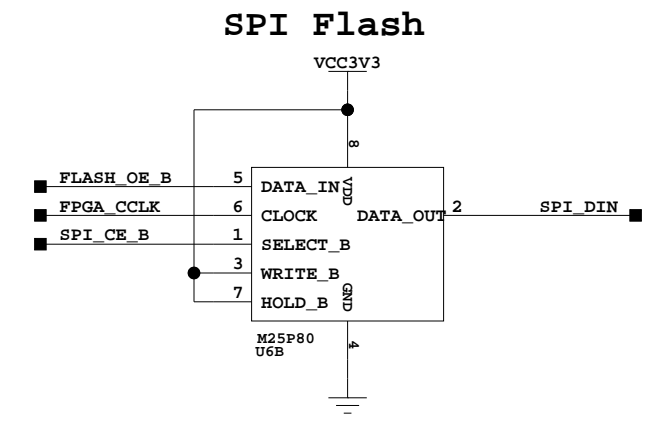 SPI Flash
VCC3V3
8
FLASH_OE_B 5 DATA_IN VDD
FPGA_CCLK 6 CLOCK DATA_OUT 2 SPI_DIN
SPI_CE_B 1 SELECT_B
3 WRITE_B
7 HOLD_B GND
M25P80
U6B
4